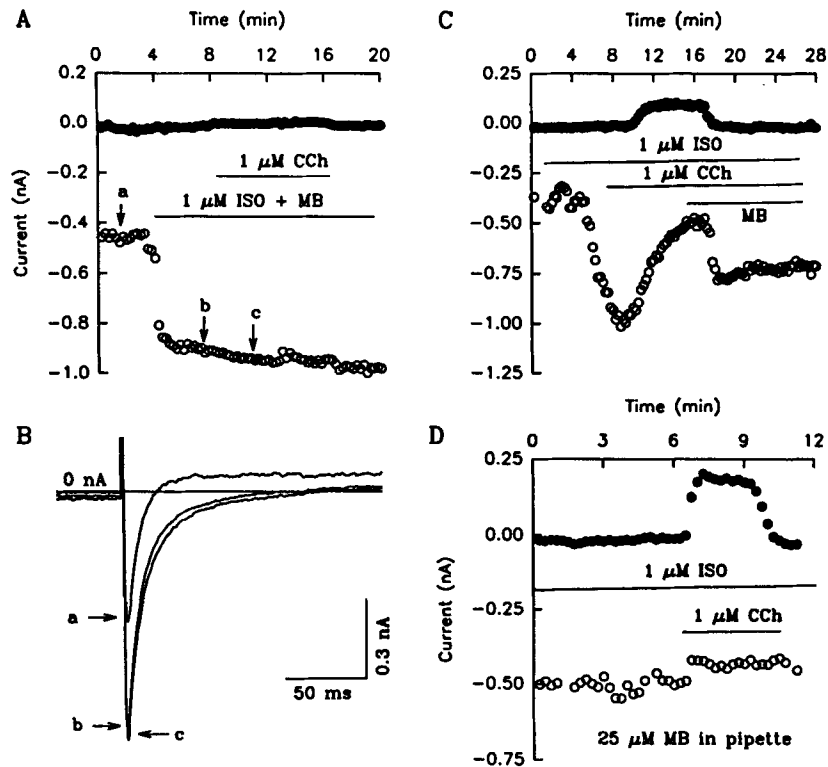 A
Time (min)
0 4 8 12 16 20
0.2
0.0
−0.2
−0.4
−0.6
−0.8
−1.0
Current (nA)
1 μM CCh
1 μM ISO + MB
a
b
c
B
0 nA
a
b
c
0.3 nA
50 ms
C
Time (min)
0 4 8 12 16 20 24 28
0.25
0.00
−0.25
−0.50
−0.75
−1.00
−1.25
1 μM ISO
1 μM CCh
MB
D
Time (min)
0 3 6 9 12
0.25
0.00
−0.25
−0.50
−0.75
Current (nA)
1 μM ISO
1 μM CCh
25 μM MB in pipette